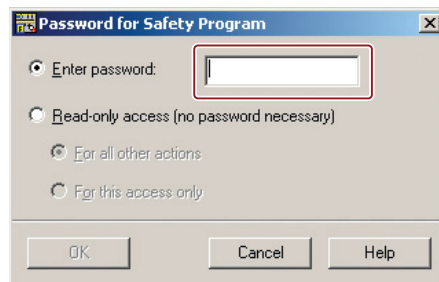 Password for Safety Program
Enter password:
Read-only access (no password necessary)
For all other actions
For this access only
OK Cancel Help